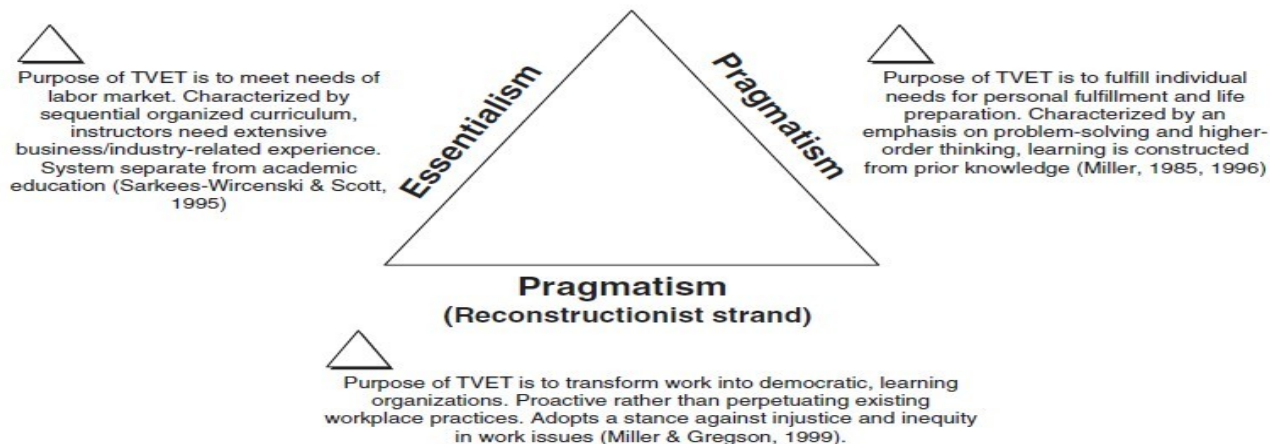 Purpose of TVET is to meet needs of
labor market. Characterized by
sequential organized curriculum,
instructors need extensive
business/industry-related experience.
System separate from academic
education (Sarkees-Wircenski & Scott,
1995)
Essentialism
Pragmatism
Purpose of TVET is to fulfill individual
needs for personal fulfillment and life
preparation. Characterized by an
emphasis on problem-solving and higher-
order thinking, learning is constructed
from prior knowledge (Miller, 1985, 1996)
Pragmatism
(Reconstructionist strand)
Purpose of TVET is to transform work into democratic, learning
organizations. Proactive rather than perpetuating existing
workplace practices. Adopts a stance against injustice and inequity
in work issues (Miller & Gregson, 1999).